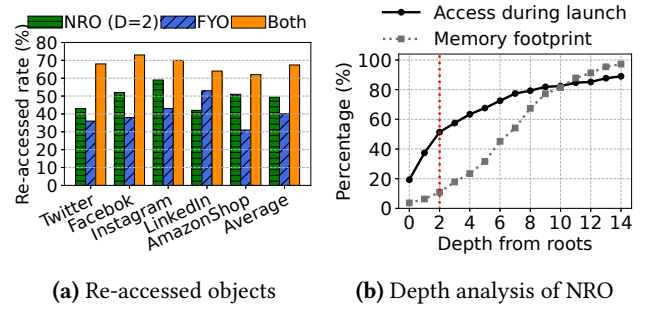 NRO (D=2) FYO Both
Re-accessed rate (%)
80
70
60
50
40
30
20
10
0
Twitter
Facebok
Instagram
LinkedIn
AmazonShop
Average
(a) Re-accessed objects
Access during launch
Memory footprint
Percentage (%)
100
80
60
40
20
0
0 2 4 6 8 10 12 14
Depth from roots
(b) Depth analysis of NRO